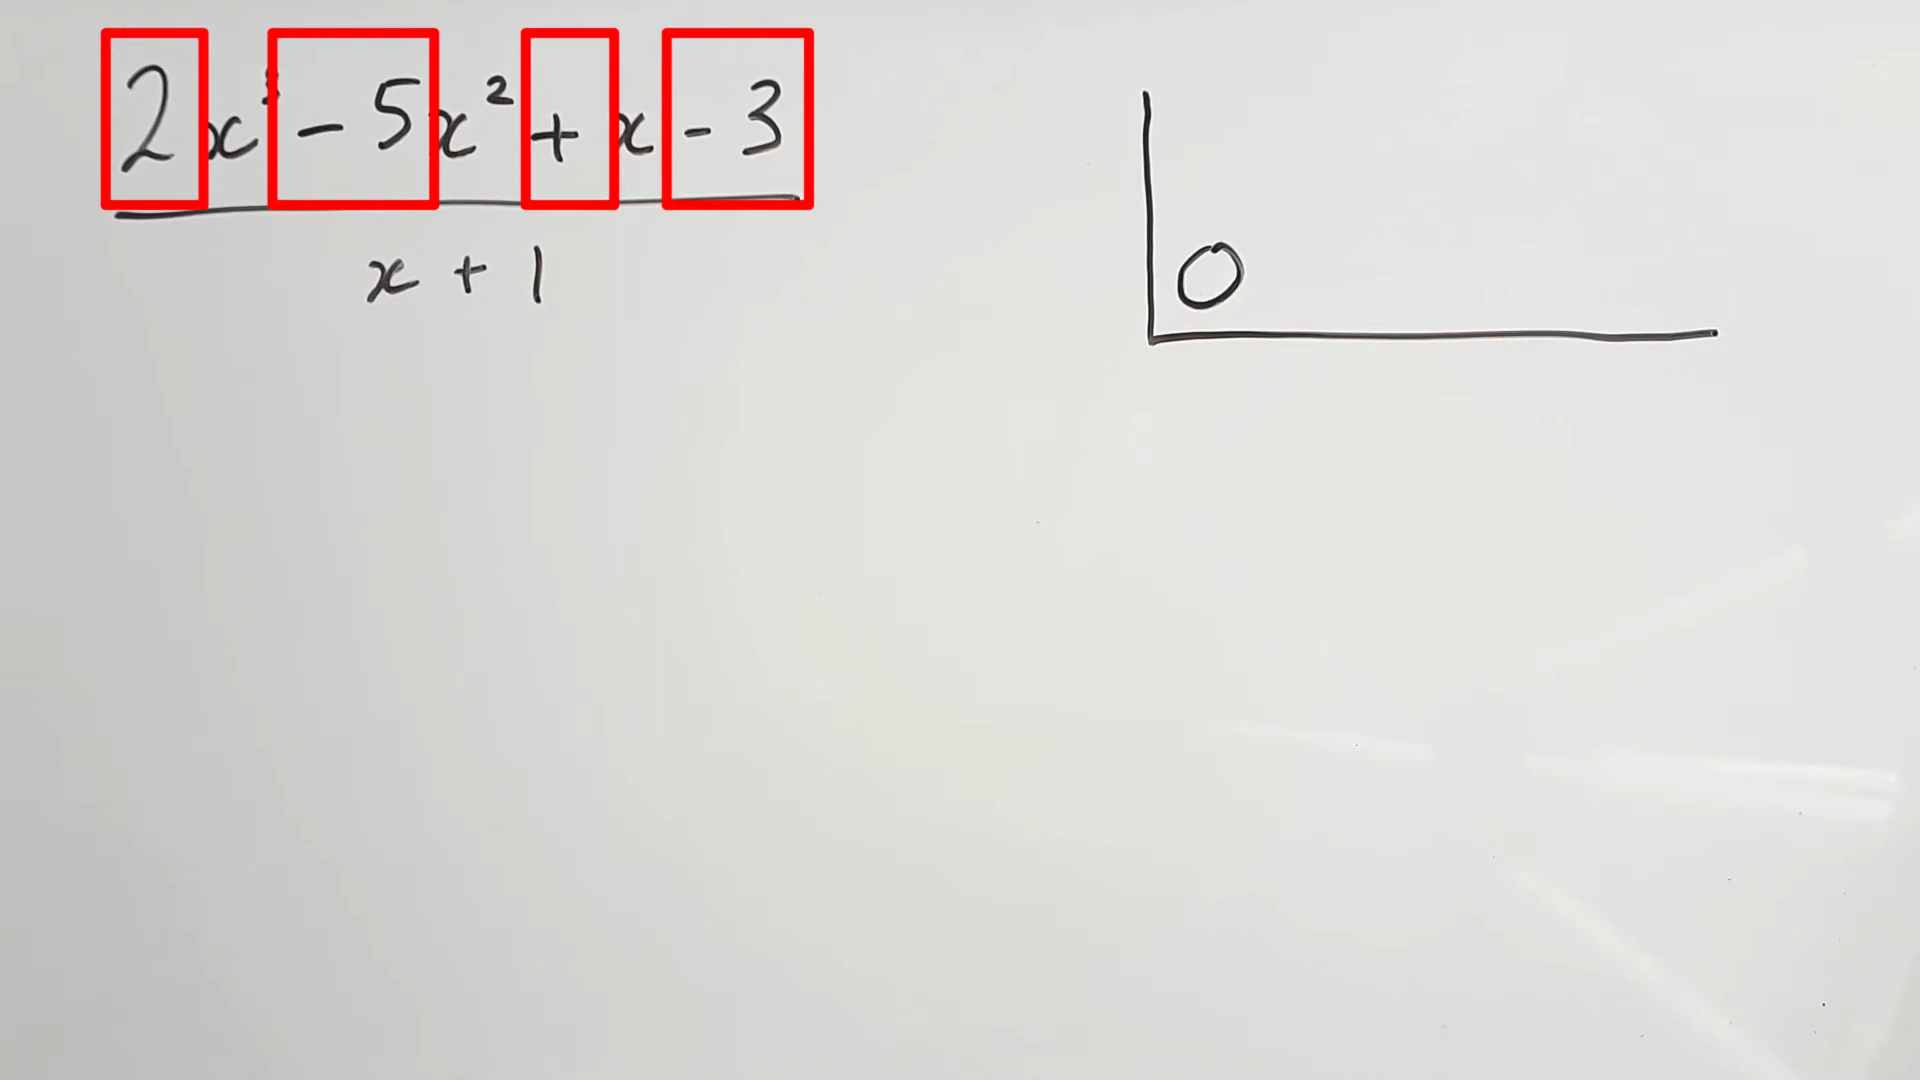 2x³ - 5x² + x - 3
x + 1
0